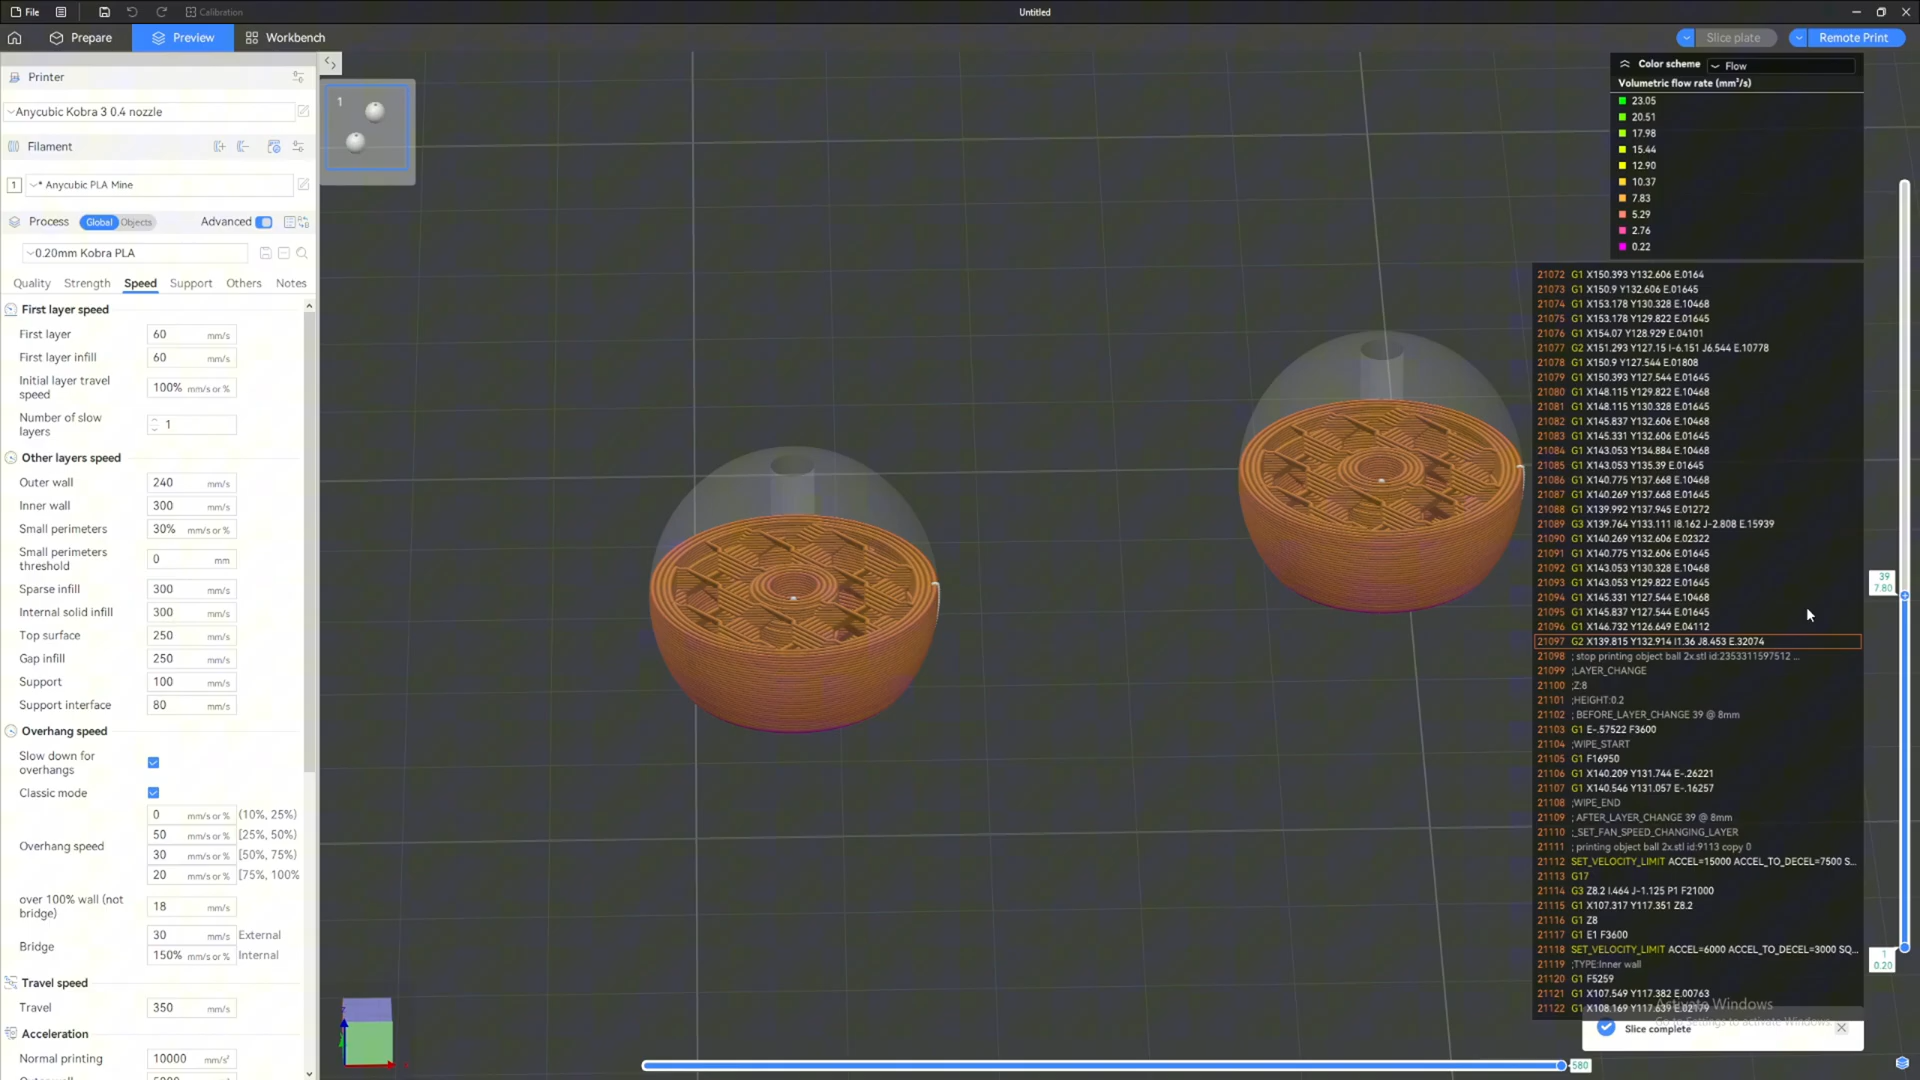 File
Calibration
Untitled
Prepare
Preview
Workbench
Slice plate
Remote Print
Printer
Anycubic Kobra 3 0.4 nozzle
Filament
1
* Anycubic PLA Mine
Process
Global
Objects
Advanced
0.20mm Kobra PLA
Quality
Strength
Speed
Support
Others
Notes
First layer speed
First layer 60 mm/s
First layer infill 60 mm/s
Initial layer travel speed 100% mm/s or %
Number of slow layers 1
Other layers speed
Outer wall 240 mm/s
Inner wall 300 mm/s
Small perimeters 30% mm/s or %
Small perimeters threshold 0 mm
Sparse infill 300 mm/s
Internal solid infill 300 mm/s
Top surface 250 mm/s
Gap infill 250 mm/s
Support 100 mm/s
Support interface 80 mm/s
Overhang speed
Slow down for overhangs
Classic mode
Overhang speed
0 mm/s or % (10%, 25%)
50 mm/s or % [25%, 50%)
30 mm/s or % [50%, 75%)
20 mm/s or % [75%, 100%
over 100% wall (not bridge) 18 mm/s
Bridge
30 mm/s External
150% mm/s or % Internal
Travel speed
Travel 350 mm/s
Acceleration
Normal printing 10000 mm/s²
1
Color scheme Flow
Volumetric flow rate (mm³/s)
23.05
20.51
17.98
15.44
12.90
10.37
7.83
5.29
2.76
0.22
21072 G1 X150.393 Y132.606 E.0164
21073 G1 X150.9 Y132.606 E.01645
21074 G1 X153.178 Y130.328 E.10468
21075 G1 X153.178 Y129.822 E.01645
21076 G1 X154.07 Y128.929 E.04101
21077 G2 X151.293 Y127.15 I-6.151 J6.544 E.10778
21078 G1 X150.9 Y127.544 E.01808
21079 G1 X150.393 Y127.544 E.01645
21080 G1 X148.115 Y129.822 E.10468
21081 G1 X148.115 Y130.328 E.01645
21082 G1 X145.837 Y132.606 E.10468
21083 G1 X145.331 Y132.606 E.01645
21084 G1 X143.053 Y134.884 E.10468
21085 G1 X143.053 Y135.39 E.01645
21086 G1 X140.775 Y137.668 E.10468
21087 G1 X140.269 Y137.668 E.01645
21088 G1 X139.992 Y137.945 E.01272
21089 G3 X139.764 Y133.111 I8.162 J-2.808 E.15939
21090 G1 X140.269 Y132.606 E.02322
21091 G1 X140.775 Y132.606 E.01645
21092 G1 X143.053 Y130.328 E.10468
21093 G1 X143.053 Y129.822 E.01645
21094 G1 X145.331 Y127.544 E.10468
21095 G1 X145.837 Y127.544 E.01645
21096 G1 X146.732 Y126.649 E.04112
21097 G2 X139.815 Y132.914 I1.36 J8.453 E.32074
21098 ; stop printing object ball 2x.stl id:2353311597512 ...
21099 ;LAYER_CHANGE
21100 ;Z:8
21101 ;HEIGHT:0.2
21102 ; BEFORE_LAYER_CHANGE 39 @ 8mm
21103 G1 E-.57522 F3600
21104 ;WIPE_START
21105 G1 F16950
21106 G1 X140.209 Y131.744 E-.26221
21107 G1 X140.546 Y131.057 E-.16257
21108 ;WIPE_END
21109 ; AFTER_LAYER_CHANGE 39 @ 8mm
21110 ;_SET_FAN_SPEED_CHANGING_LAYER
21111 ; printing object ball 2x.stl id:9113 copy 0
21112 SET_VELOCITY_LIMIT ACCEL=15000 ACCEL_TO_DECEL=7500 S...
21113 G17
21114 G3 Z8.2 I.464 J-1.125 P1 F21000
21115 G1 X107.317 Y117.351 Z8.2
21116 G1 Z8
21117 G1 E1 F3600
21118 SET_VELOCITY_LIMIT ACCEL=6000 ACCEL_TO_DECEL=3000 SQ...
21119 ;TYPE:Inner wall
21120 G1 F5259
21121 G1 X107.549 Y117.382 E.00763
21122 G1 X108.169 Y117.639 E.02179
39
7.80
1
0.20
Activate Windows
Go to Settings to activate Windows.
Slice complete
580